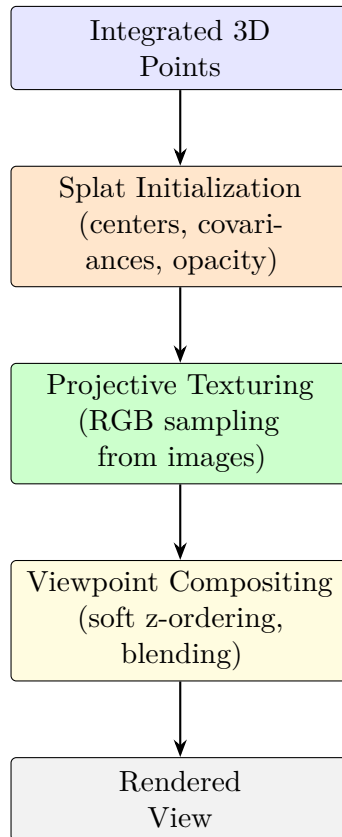 Integrated 3D
Points
Splat Initialization
(centers, covari-
ances, opacity)
Projective Texturing
(RGB sampling
from images)
Viewpoint Compositing
(soft z-ordering,
blending)
Rendered
View